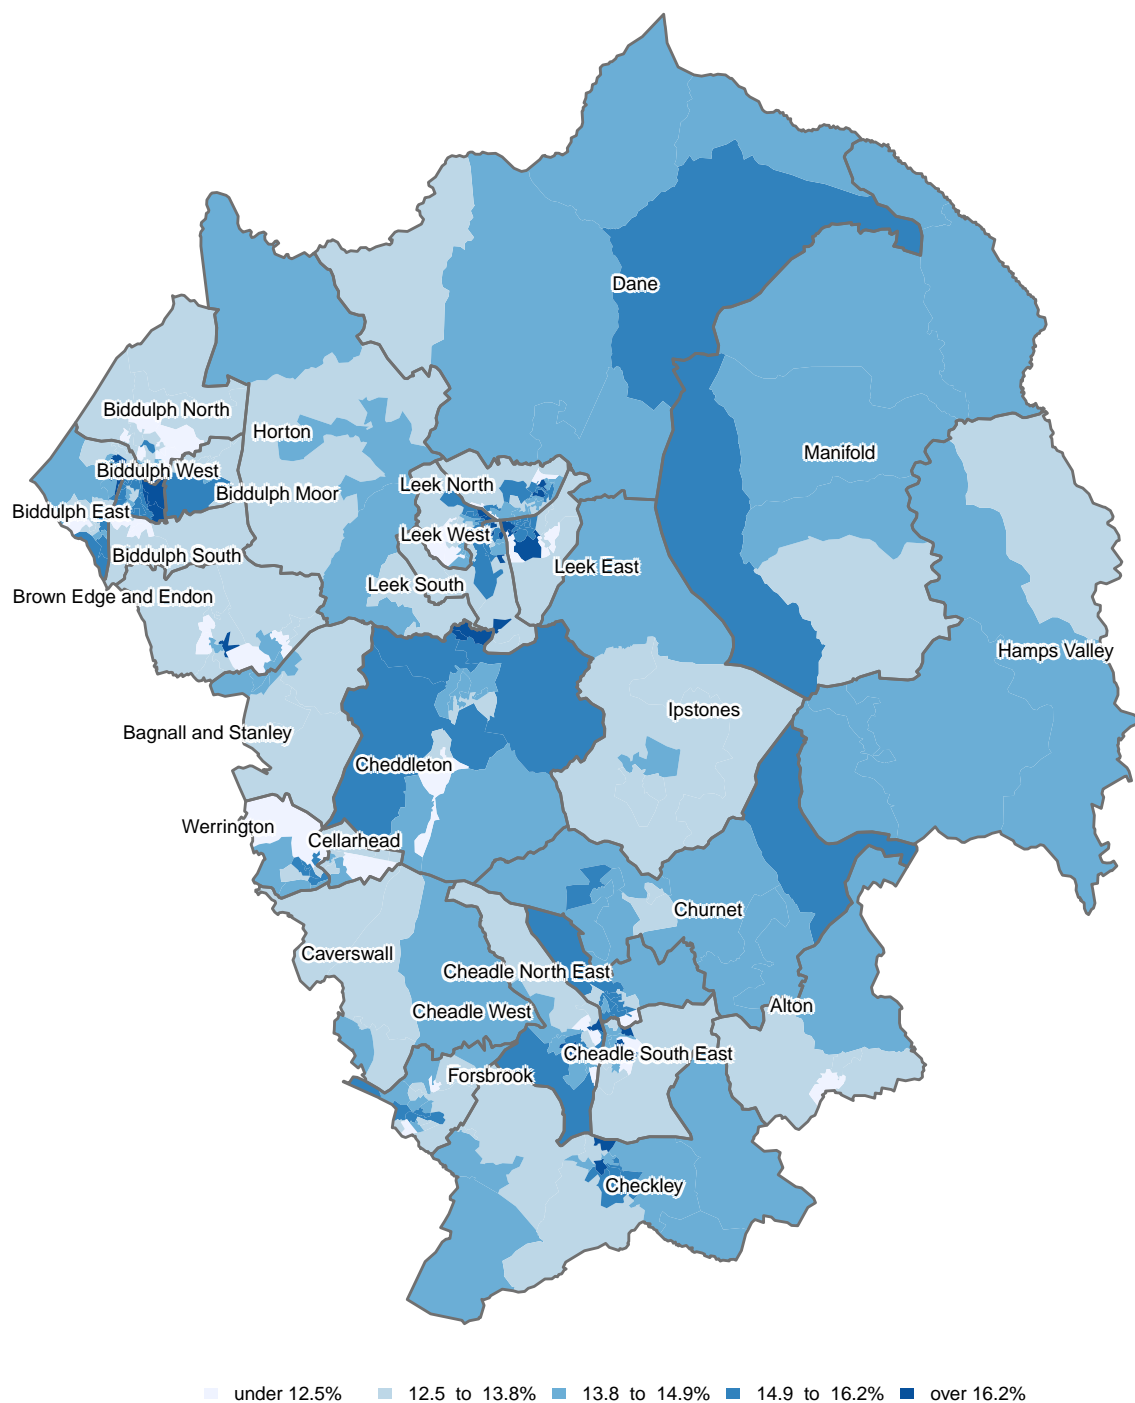 Dane
Biddulph North
Horton
Manifold
Biddulph West
Leek North
Biddulph Moor
Biddulph East
Leek West
Biddulph South
Leek East
Leek South
Brown Edge and Endon
Hamps Valley
Ipstones
Bagnall and Stanley
Cheddleton
Werrington
Cellarhead
Churnet
Caverswall
Cheadle North East
Alton
Cheadle West
Cheadle South East
Forsbrook
Checkley
under 12.5% 12.5 to 13.8% 13.8 to 14.9% 14.9 to 16.2% over 16.2%